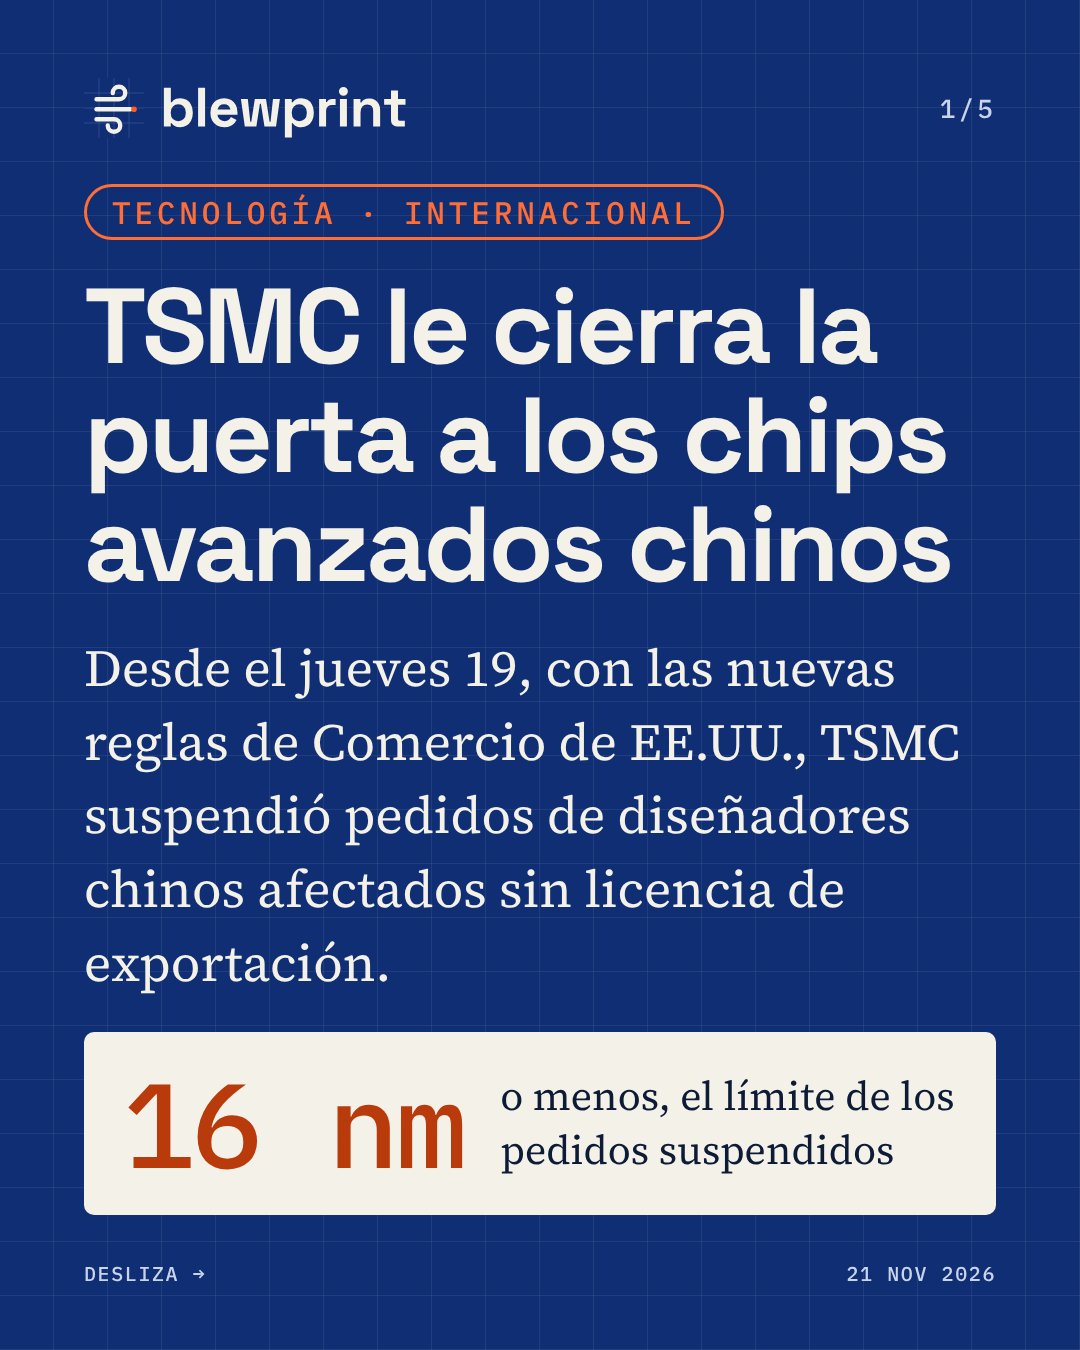 blewprint
1/5
TECNOLOGÍA · INTERNACIONAL
TSMC le cierra la
puerta a los chips
avanzados chinos
Desde el jueves 19, con las nuevas
reglas de Comercio de EE.UU., TSMC
suspendió pedidos de diseñadores
chinos afectados sin licencia de
exportación.
16 nm
o menos, el límite de los
pedidos suspendidos
DESLIZA →
21 NOV 2026